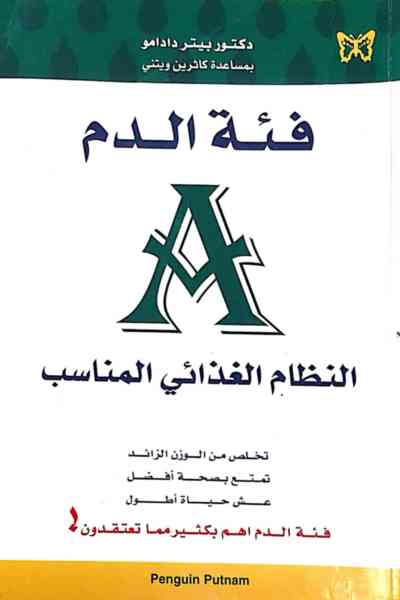 دكتور بيتر دادامو
بمساعدة كاثرين ويتني
فئة الدم
A
النظام الغذائي المناسب
تخلص من الوزن الزائد
تمتع بصحة أفضل
عش حياة أطول
فئة الدم اهم بكثير مما تعتقدون !
Penguin Putnam